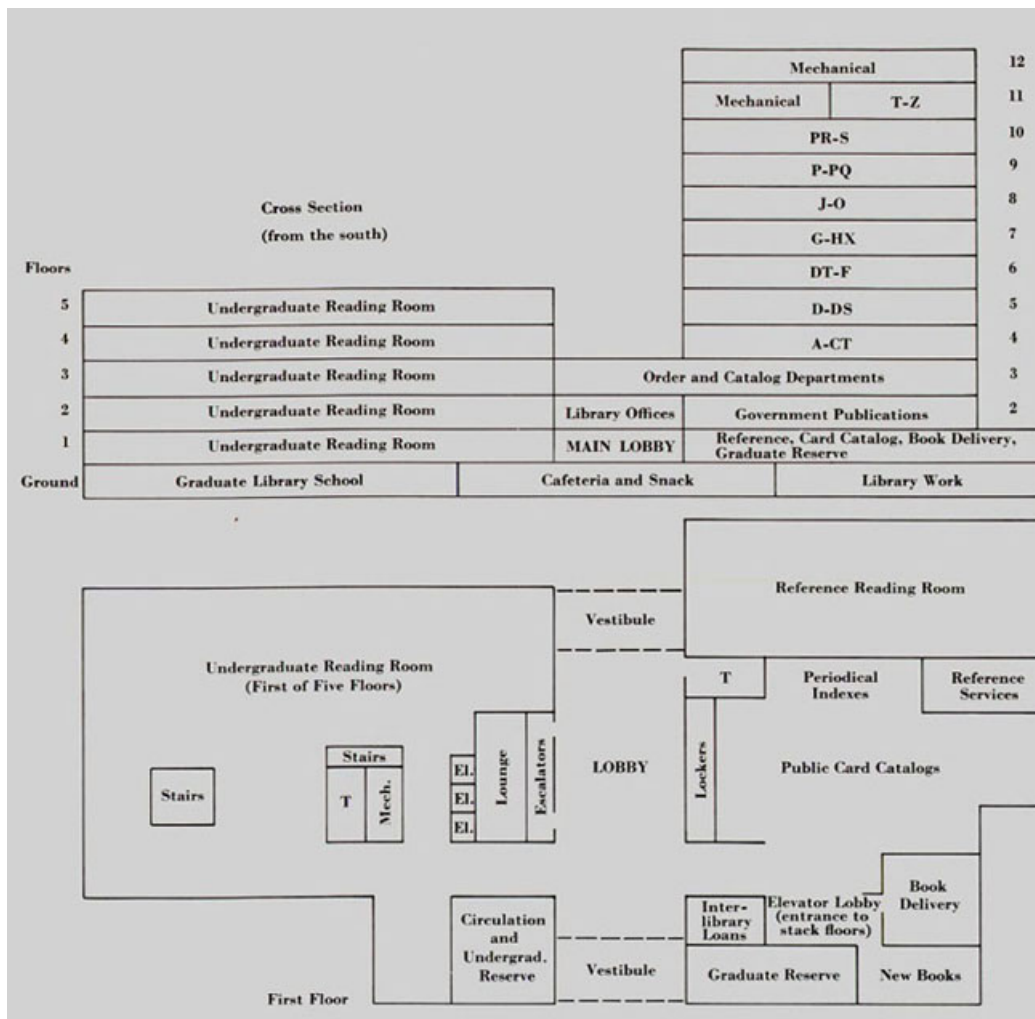 Mechanical 12
Mechanical T-Z 11
PR-S 10
P-PQ 9
Cross Section
(from the south)
J-O 8
G-HX 7
Floors
DT-F 6
5 Undergraduate Reading Room D-DS 5
4 Undergraduate Reading Room A-CT 4
3 Undergraduate Reading Room Order and Catalog Departments 3
2 Undergraduate Reading Room Library Offices Government Publications 2
1 Undergraduate Reading Room MAIN LOBBY Reference, Card Catalog, Book Delivery,
Graduate Reserve
Ground Graduate Library School Cafeteria and Snack Library Work
Reference Reading Room
Vestibule
Undergraduate Reading Room
(First of Five Floors)
T
Periodical
Indexes
Reference
Services
Stairs
Stairs
T
Mech.
El.
El.
El.
Lounge
Escalators
LOBBY
Lockers
Public Card Catalogs
Book
Delivery
Circulation
and
Undergrad.
Reserve
Inter-
library
Loans
Elevator Lobby
(entrance to
stack floors)
Vestibule
Graduate Reserve
New Books
First Floor